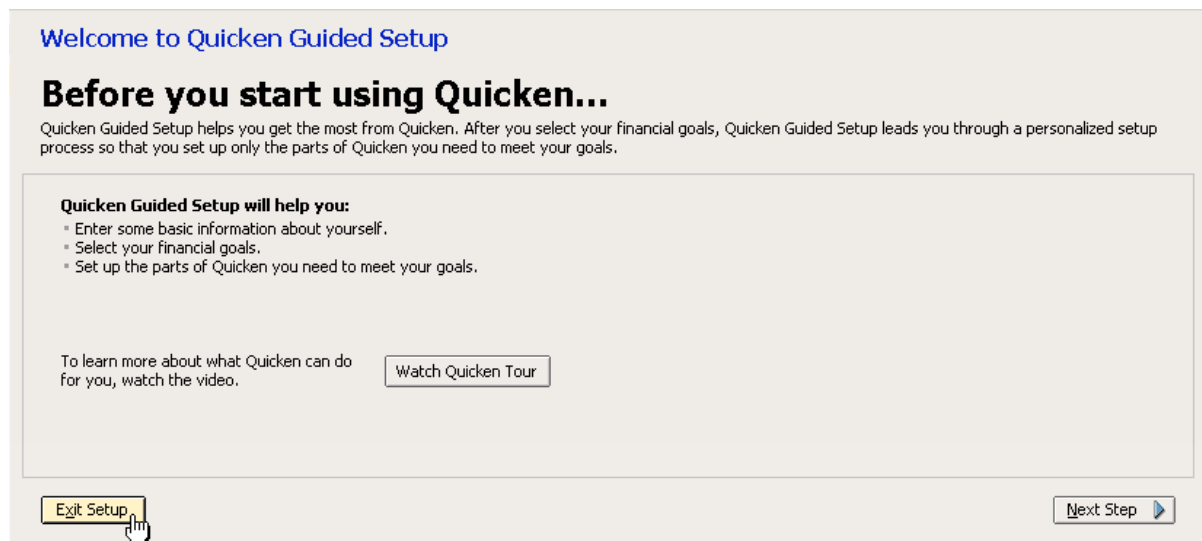 Welcome to Quicken Guided Setup
Before you start using Quicken...
Quicken Guided Setup helps you get the most from Quicken. After you select your financial goals, Quicken Guided Setup leads you through a personalized setup
process so that you set up only the parts of Quicken you need to meet your goals.
Quicken Guided Setup will help you:
Enter some basic information about yourself.
Select your financial goals.
Set up the parts of Quicken you need to meet your goals.
To learn more about what Quicken can do
for you, watch the video.
Watch Quicken Tour
Exit Setup
Next Step